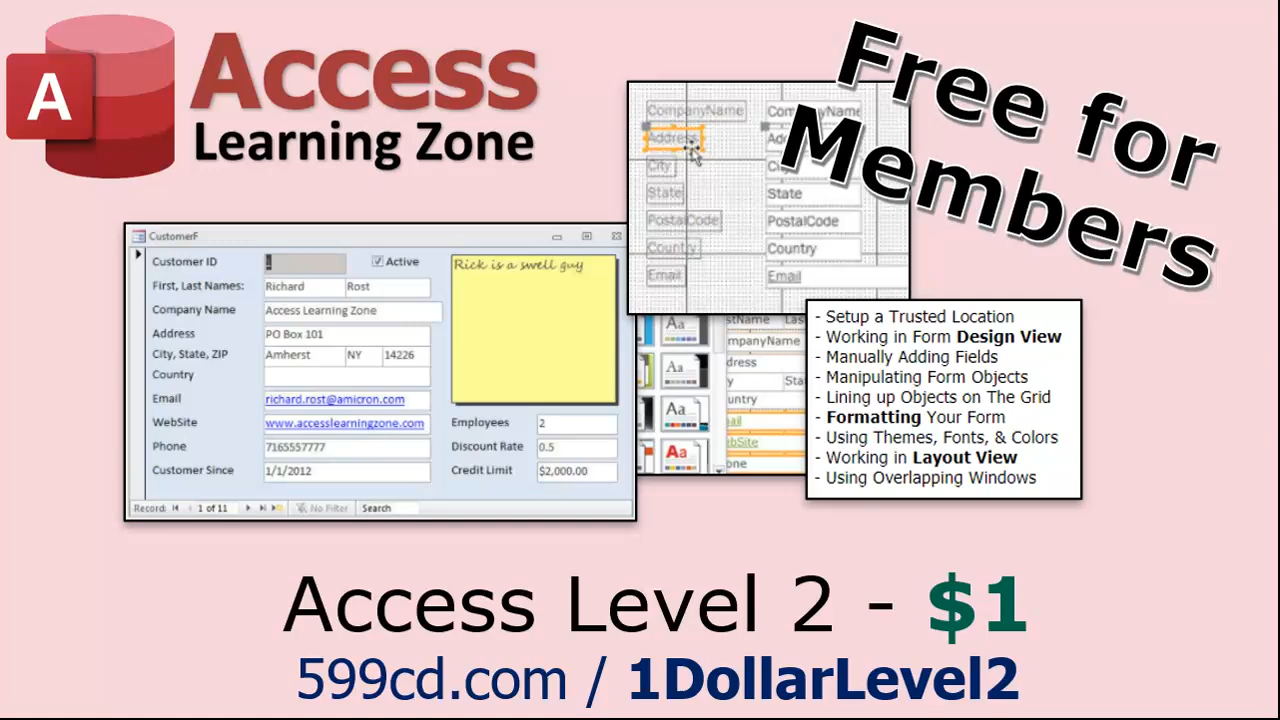 A
Access
Learning Zone
Free for
Members
CompanyName CompanyName
Address
City
State State
PostalCode PostalCode
Country Country
Email Email
CustomerF
Customer ID Active
First, Last Names: Richard Rost
Company Name Access Learning Zone
Address PO Box 101
City, State, ZIP Amherst NY 14226
Country
Email richard.rost@amicron.com
WebSite www.accesslearningzone.com
Phone 7165557777
Customer Since 1/1/2012
Rick is a swell guy
Employees 2
Discount Rate 0.5
Credit Limit $2,000.00
Record: 1 of 11 No Filter Search
Aa
Aa
Aa
Aa
- Setup a Trusted Location
- Working in Form Design View
- Manually Adding Fields
- Manipulating Form Objects
- Lining up Objects on The Grid
- Formatting Your Form
- Using Themes, Fonts, & Colors
- Working in Layout View
- Using Overlapping Windows
Access Level 2 - $1
599cd.com / 1DollarLevel2